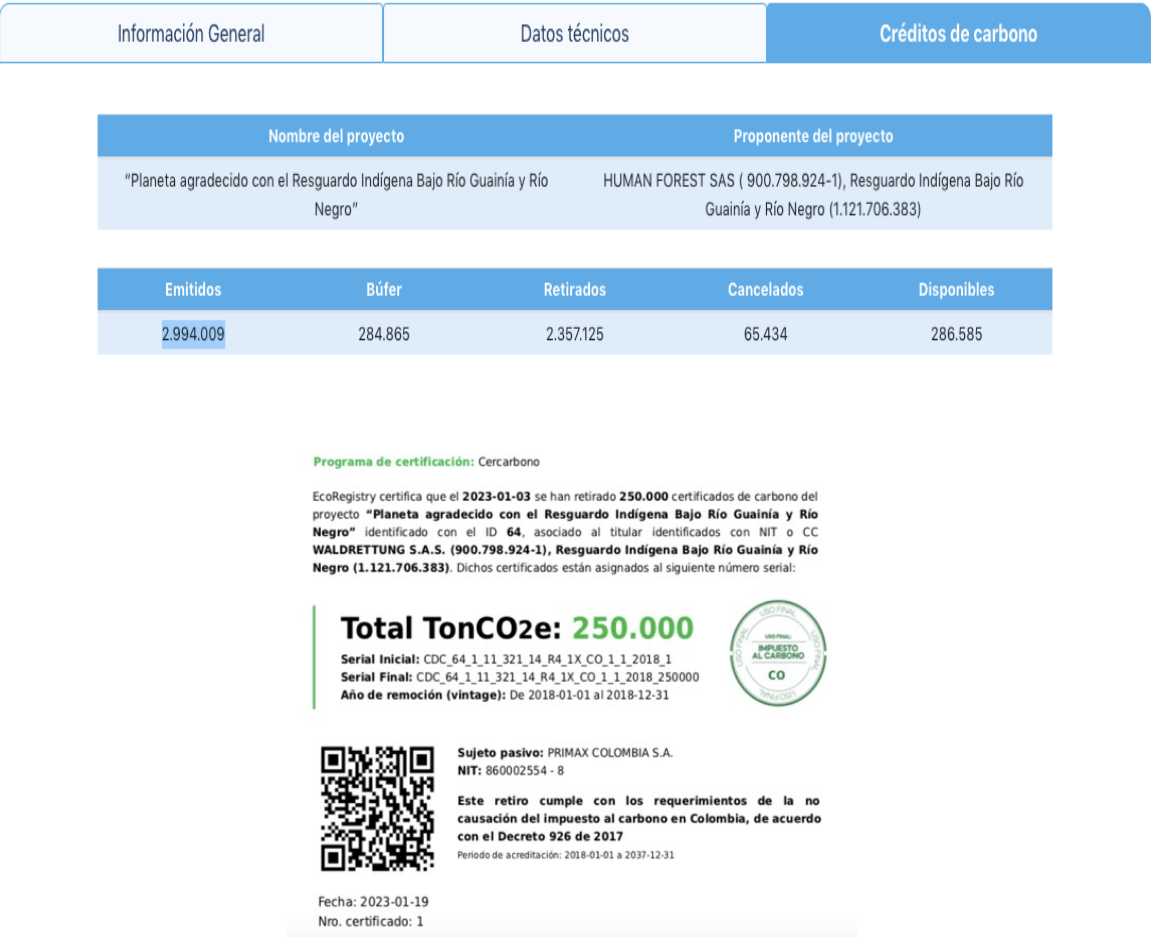 Información General
Datos técnicos
Créditos de carbono
Nombre del proyecto
Proponente del proyecto
“Planeta agradecido con el Resguardo Indígena Bajo Río Guainía y Río
Negro”
HUMAN FOREST SAS ( 900.798.924-1), Resguardo Indígena Bajo Río
Guainía y Río Negro (1.121.706.383)
Emitidos
Búfer
Retirados
Cancelados
Disponibles
2.994.009
284.865
2.357.125
65.434
286.585
Programa de certificación: Cercarbono
EcoRegistry certifica que el 2023-01-03 se han retirado 250.000 certificados de carbono del
proyecto “Planeta agradecido con el Resguardo Indígena Bajo Río Guainía y Río
Negro” identificado con el ID 64, asociado al titular identificados con NIT o CC
WALDRETTUNG S.A.S. (900.798.924-1), Resguardo Indígena Bajo Río Guainía y Río
Negro (1.121.706.383). Dichos certificados están asignados al siguiente número serial:
Total TonCO2e: 250.000
Serial Inicial: CDC_64_1_11_321_14_R4_1X_CO_1_1_2018_1
Serial Final: CDC_64_1_11_321_14_R4_1X_CO_1_1_2018_250000
Año de remoción (vintage): De 2018-01-01 al 2018-12-31
USO FINAL
USO FINAL
USO FINAL
USO FINAL
USO FINAL:
IMPUESTO
AL CARBONO
CO
Sujeto pasivo: PRIMAX COLOMBIA S.A.
NIT: 860002554 - 8
Este retiro cumple con los requerimientos de la no
causación del impuesto al carbono en Colombia, de acuerdo
con el Decreto 926 de 2017
Periodo de acreditación: 2018-01-01 a 2037-12-31
Fecha: 2023-01-19
Nro. certificado: 1